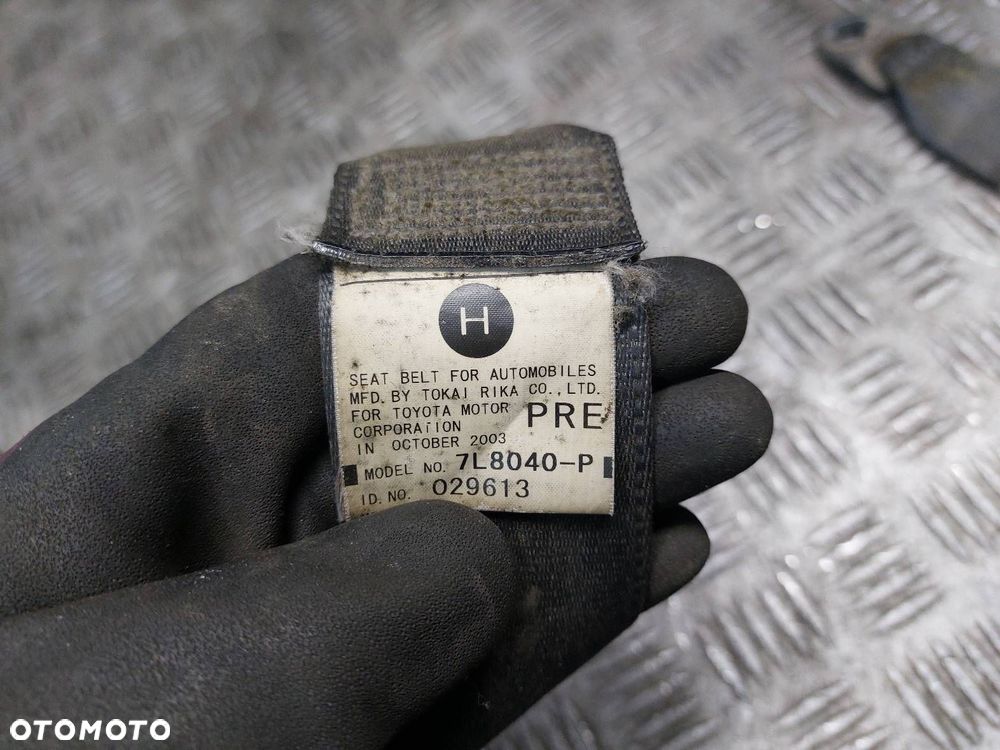 H
SEAT BELT FOR AUTOMOBILES
MFD. BY TOKAI RIKA CO., LTD.
FOR TOYOTA MOTOR
CORPORATION
PRE
IN OCTOBER 2003
MODEL NO. 7L8040-P
ID. NO. 029613
OTOMOTO